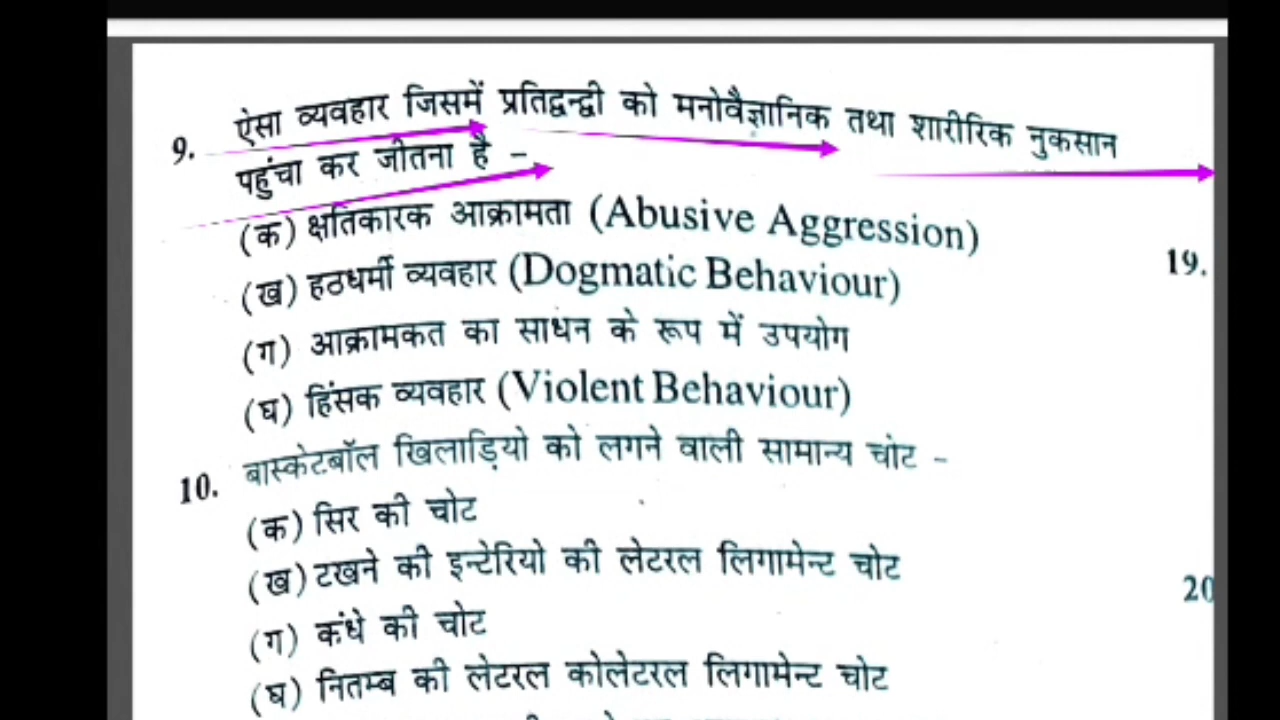 9. ऐसा व्यवहार जिसमें प्रतिद्वन्द्वी को मनोवैज्ञानिक तथा शारीरिक नुकसान
पहुंचा कर जीतना है -
(क) क्षतिकारक आक्रामता (Abusive Aggression)
19.
(ख) हठधर्मी व्यवहार (Dogmatic Behaviour)
(ग) आक्रामकत का साधन के रूप में उपयोग
(घ) हिंसक व्यवहार (Violent Behaviour)
10. बास्केटबॉल खिलाड़ियो को लगने वाली सामान्य चोट -
(क) सिर की चोट
(ख) टखने की इन्टेरियो की लेटरल लिगामेन्ट चोट
20
(ग) कंधे की चोट
(घ) नितम्ब की लेटरल कोलेटरल लिगामेन्ट चोट